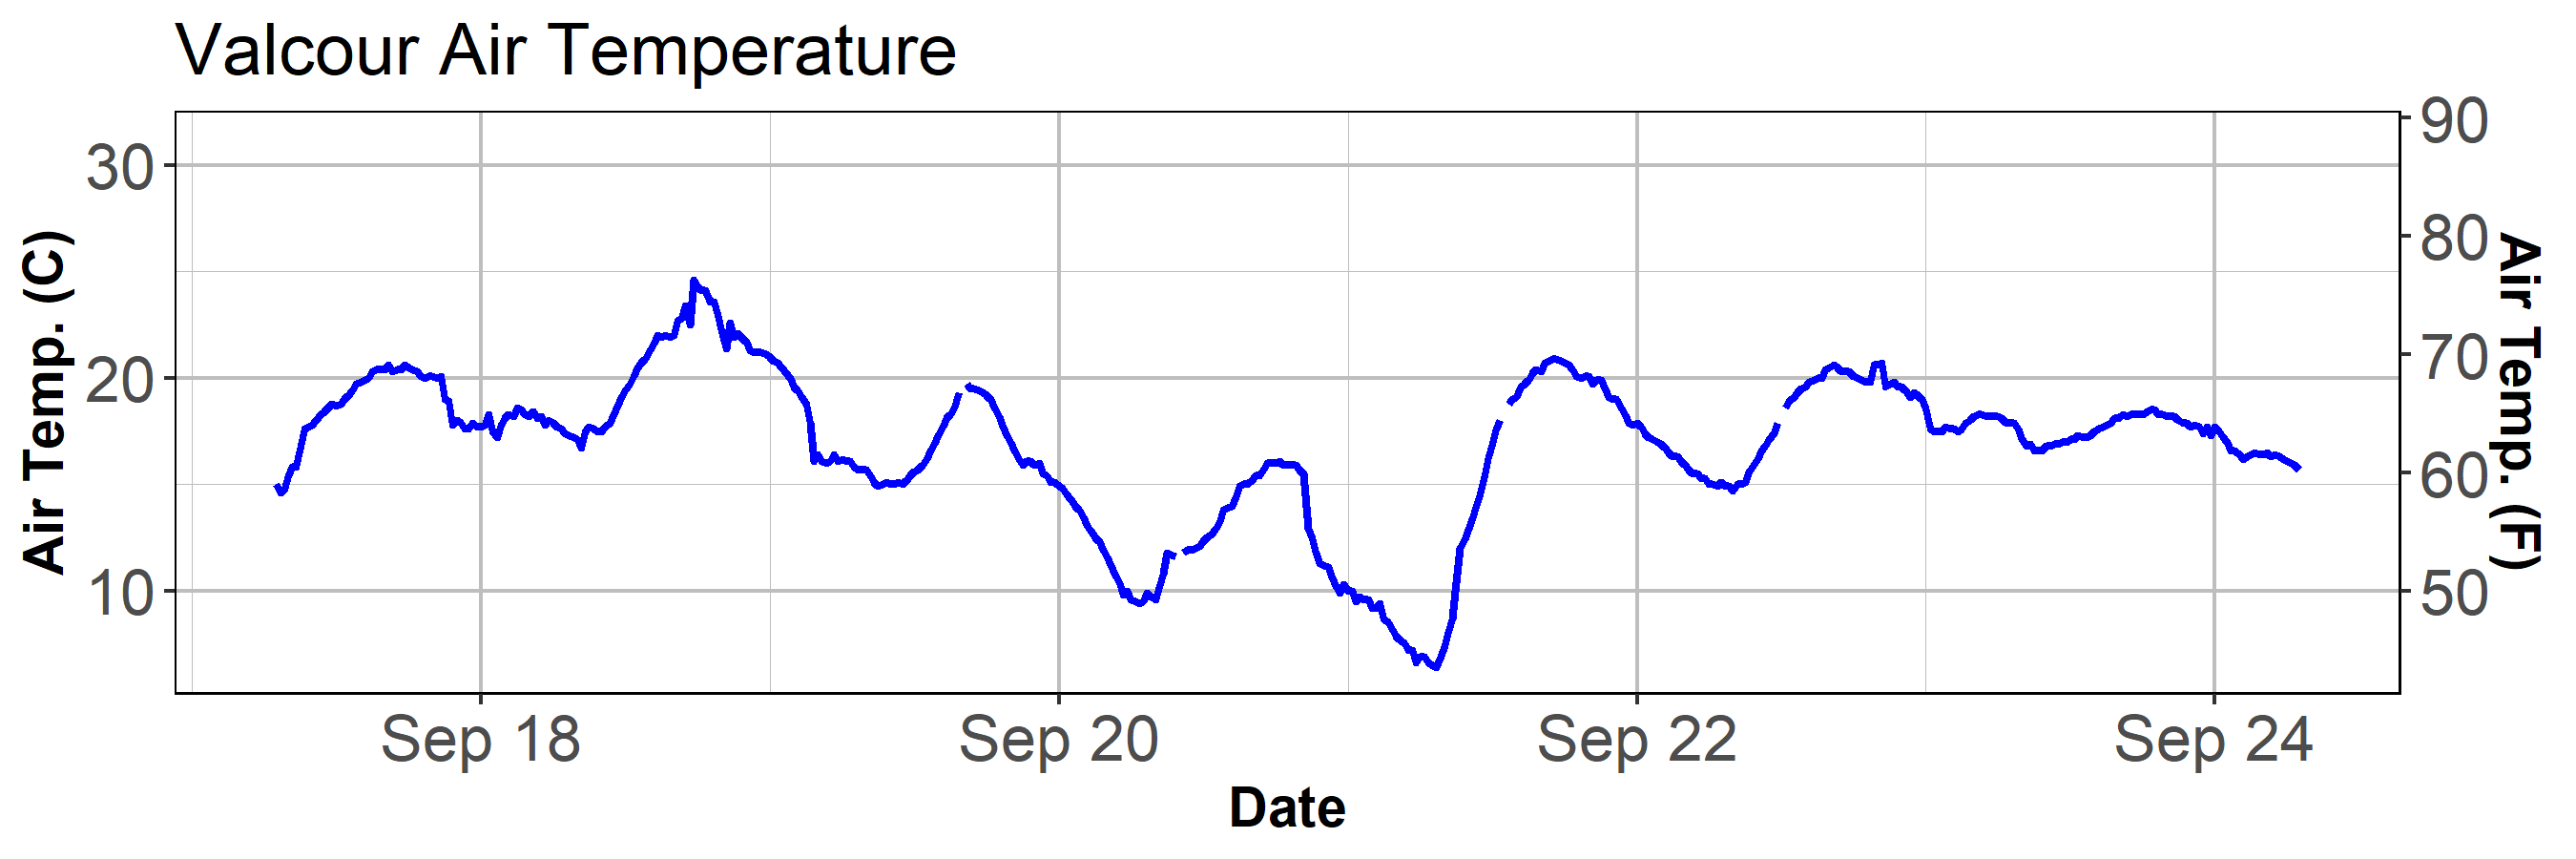 Valcour Air Temperature
Air Temp. (C)
30
20
10
90
80
70
60
50
Air Temp. (F)
Sep 18
Sep 20
Sep 22
Sep 24
Date